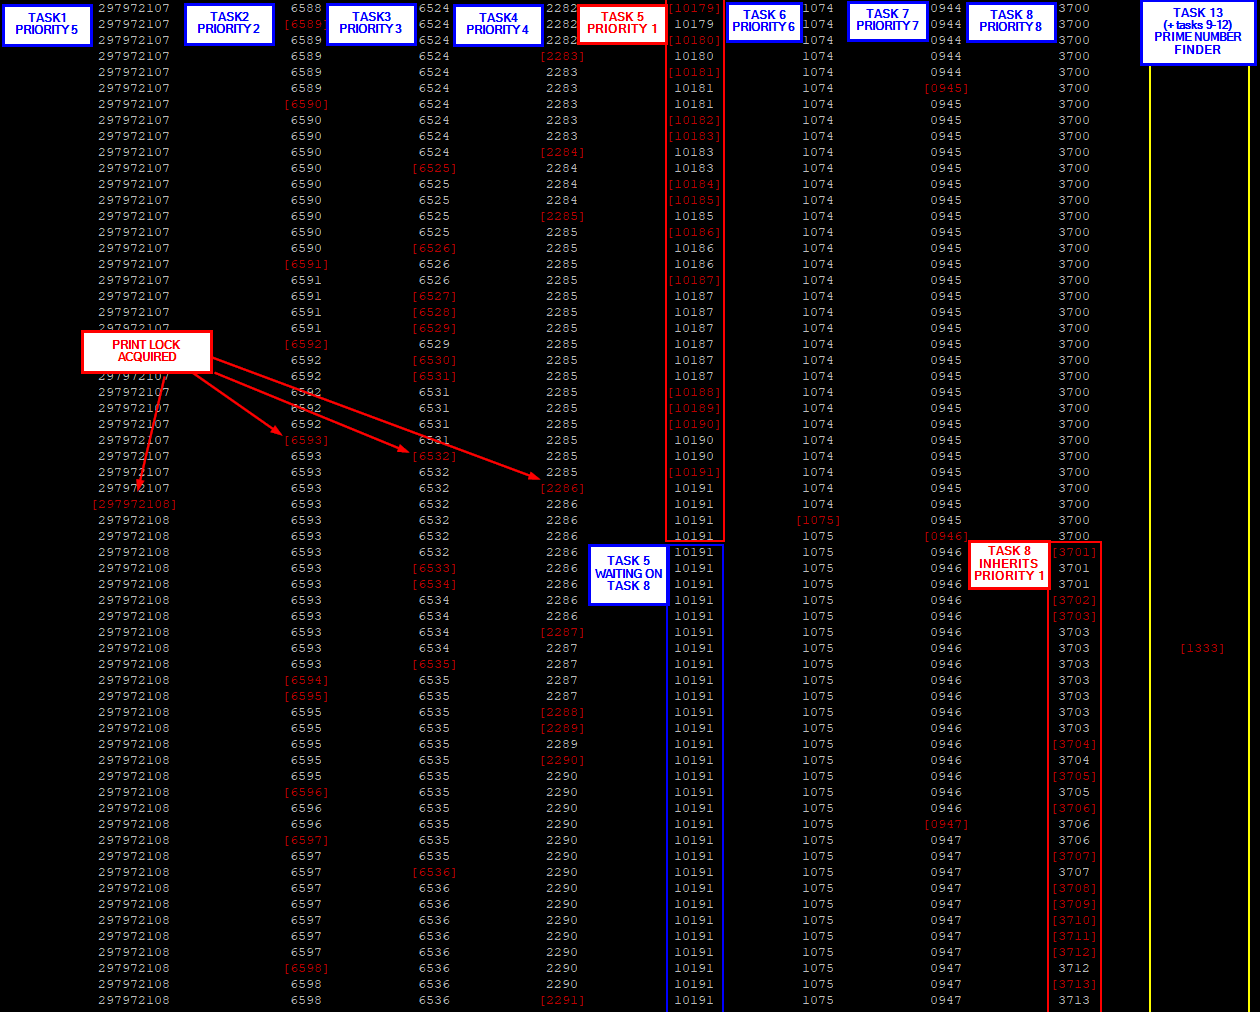 TASK1
PRIORITY 5
TASK2
PRIORITY 2
TASK3
PRIORITY 3
TASK4
PRIORITY 4
TASK 5
PRIORITY 1
TASK 6
PRIORITY 6
TASK 7
PRIORITY 7
TASK 8
PRIORITY 8
TASK 13
(+ tasks 9-12)
PRIME NUMBER
FINDER
297972107 6588 6524 2282 [10179] 1074 0944 3700
297972107 [6589] 6524 2282 10179 1074 0944 3700
297972107 6589 6524 2282 [10180] 1074 0944 3700
297972107 6589 6524 [2283] 10180 1074 0944 3700
297972107 6589 6524 2283 [10181] 1074 0944 3700
297972107 6589 6524 2283 10181 1074 [0945] 3700
297972107 [6590] 6524 2283 10181 1074 0945 3700
297972107 6590 6524 2283 [10182] 1074 0945 3700
297972107 6590 6524 2283 [10183] 1074 0945 3700
297972107 6590 6524 [2284] 10183 1074 0945 3700
297972107 6590 [6525] 2284 10183 1074 0945 3700
297972107 6590 6525 2284 [10184] 1074 0945 3700
297972107 6590 6525 2284 [10185] 1074 0945 3700
297972107 6590 6525 [2285] 10185 1074 0945 3700
297972107 6590 6525 2285 [10186] 1074 0945 3700
297972107 6590 [6526] 2285 10186 1074 0945 3700
297972107 [6591] 6526 2285 10186 1074 0945 3700
297972107 6591 6526 2285 [10187] 1074 0945 3700
297972107 6591 [6527] 2285 10187 1074 0945 3700
297972107 6591 [6528] 2285 10187 1074 0945 3700
297972107 6591 [6529] 2285 10187 1074 0945 3700
PRINT LOCK
ACQUIRED
[6592] 6529 2285 10187 1074 0945 3700
6592 [6530] 2285 10187 1074 0945 3700
297972107 6592 [6531] 2285 10187 1074 0945 3700
297972107 6592 6531 2285 [10188] 1074 0945 3700
297972107 6592 6531 2285 [10189] 1074 0945 3700
297972107 6592 6531 2285 [10190] 1074 0945 3700
297972107 [6593] 6531 2285 10190 1074 0945 3700
297972107 6593 [6532] 2285 10190 1074 0945 3700
297972107 6593 6532 2285 [10191] 1074 0945 3700
297972107 6593 6532 [2286] 10191 1074 0945 3700
[297972108] 6593 6532 2286 10191 1074 0945 3700
297972108 6593 6532 2286 10191 [1075] 0945 3700
297972108 6593 6532 2286 10191 1075 [0946] 3700
TASK 5
WAITING ON
TASK 8
TASK 8
INHERITS
PRIORITY 1
297972108 6593 6532 2286 10191 1075 0946 [3701]
297972108 6593 [6533] 2286 10191 1075 0946 3701
297972108 6593 [6534] 2286 10191 1075 0946 3701
297972108 6593 6534 2286 10191 1075 0946 [3702]
297972108 6593 6534 2286 10191 1075 0946 [3703]
297972108 6593 6534 [2287] 10191 1075 0946 3703
297972108 6593 6534 2287 10191 1075 0946 3703 [1333]
297972108 6593 [6535] 2287 10191 1075 0946 3703
297972108 [6594] 6535 2287 10191 1075 0946 3703
297972108 [6595] 6535 2287 10191 1075 0946 3703
297972108 6595 6535 [2288] 10191 1075 0946 3703
297972108 6595 6535 [2289] 10191 1075 0946 3703
297972108 6595 6535 2289 10191 1075 0946 [3704]
297972108 6595 6535 [2290] 10191 1075 0946 3704
297972108 6595 6535 2290 10191 1075 0946 [3705]
297972108 [6596] 6535 2290 10191 1075 0946 3705
297972108 6596 6535 2290 10191 1075 0946 [3706]
297972108 6596 6535 2290 10191 1075 [0947] 3706
297972108 [6597] 6535 2290 10191 1075 0947 3706
297972108 6597 6535 2290 10191 1075 0947 [3707]
297972108 6597 [6536] 2290 10191 1075 0947 3707
297972108 6597 6536 2290 10191 1075 0947 [3708]
297972108 6597 6536 2290 10191 1075 0947 [3709]
297972108 6597 6536 2290 10191 1075 0947 [3710]
297972108 6597 6536 2290 10191 1075 0947 [3711]
297972108 6597 6536 2290 10191 1075 0947 [3712]
297972108 [6598] 6536 2290 10191 1075 0947 3712
297972108 6598 6536 2290 10191 1075 0947 [3713]
297972108 6598 6536 [2291] 10191 1075 0947 3713